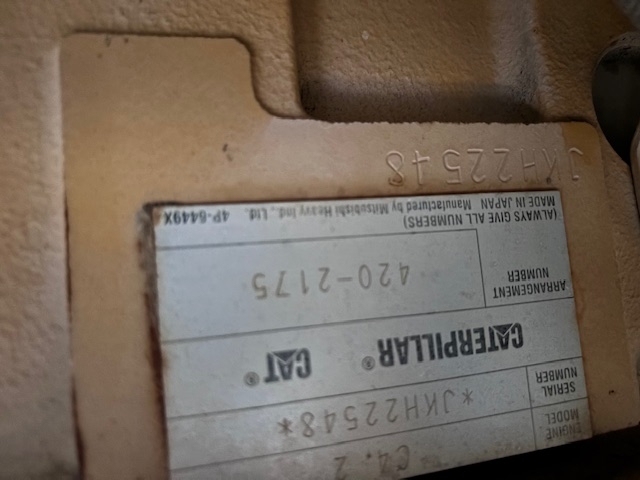 ENGINE MODEL C4.2
SERIAL NUMBER *JKH22548*
CATERPILLAR® CAT®
ARRANGEMENT NUMBER 420-2175
(ALWAYS GIVE ALL NUMBERS)
MADE IN JAPAN Manufactured by Mitsubishi Heavy Ind., Ltd. 4P-6449X
JKH22548